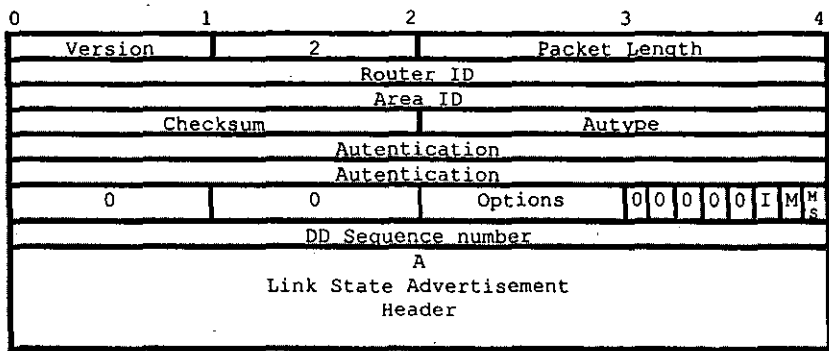 0 1 2 3 4
Version 2 Packet Length
Router ID
Area ID
Checksum Autype
Autentication
Autentication
0 0 Options 0 0 0 0 0 I M MS
DD Sequence number
A
Link State Advertisement
Header